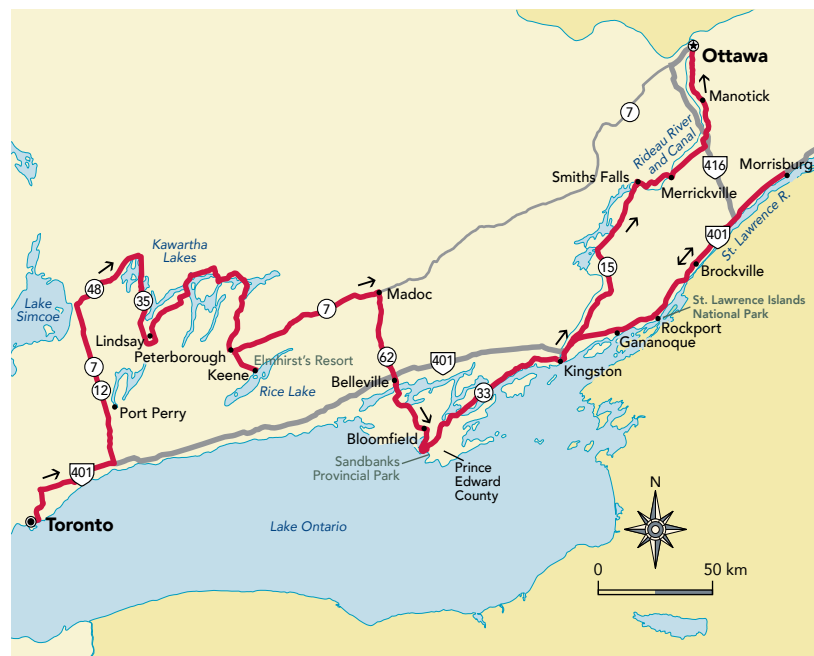 Ottawa
Manotick
7
Rideau River
and Canal
416
Morrisburg
Smiths Falls
Merrickville
401
St. Lawrence R.
Kawartha
Lakes
15
Brockville
48
35
Lake
Simcoe
Madoc
7
St. Lawrence Islands
National Park
Rockport
Lindsay
Gananoque
Peterborough
Elmhirst's Resort
62
401
Keene
Kingston
7
Belleville
12
Rice Lake
33
Port Perry
Bloomfield
Sandbanks
Provincial Park
Prince
Edward
County
401
N
Toronto
Lake Ontario
0
50 km